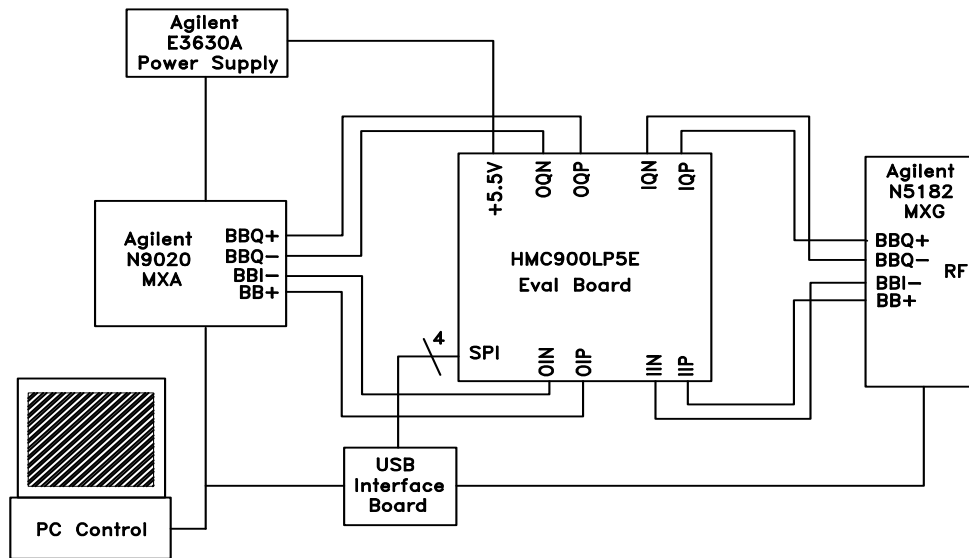 Agilent
E3630A
Power Supply
+5.5V
OQN
OQP
IQN
IQP
Agilent
N5182
MXG
BBQ+
BBQ-
BBI-
BB+
RF
Agilent
N9020
MXA
BBQ+
BBQ-
BBI-
BB+
HMC900LP5E
Eval Board
4
SPI
OIN
OIP
IIN
IIP
USB
Interface
Board
PC Control